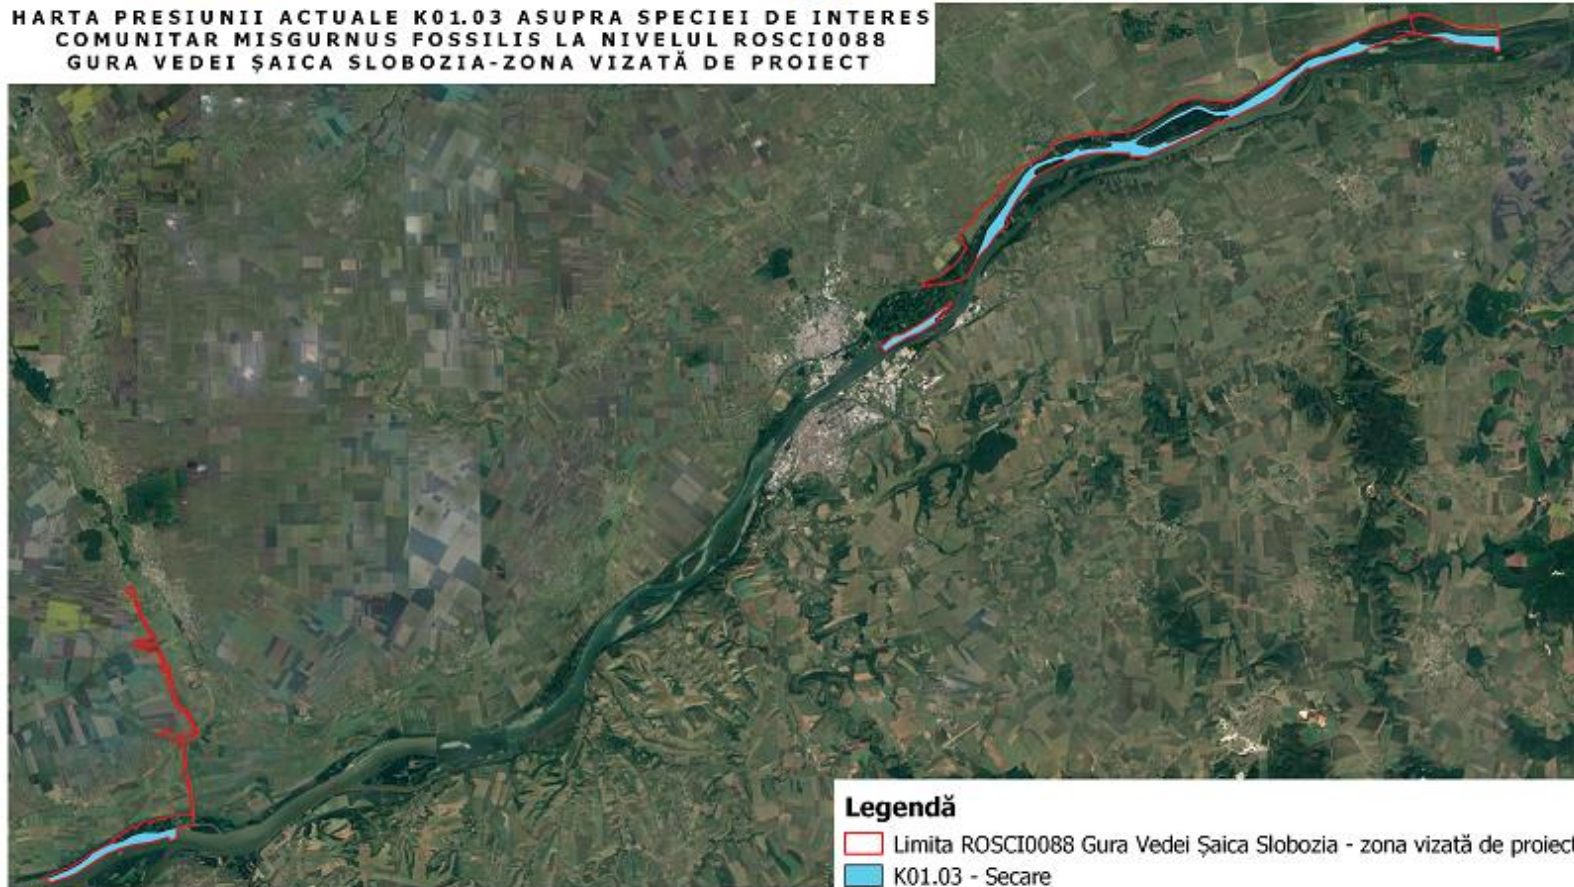 HARTA PRESIUNII ACTUALE K01.03 ASUPRA SPECIEI DE INTERES
COMUNITAR MISGURNUS FOSSILIS LA NIVELUL ROSCI0088
GURA VEDEI ȘAICA SLOBOZIA-ZONA VIZATĂ DE PROIECT
Legendă
Limita ROSCI0088 Gura Vedei Șaica Slobozia - zona vizată de proiect
K01.03 - Secare